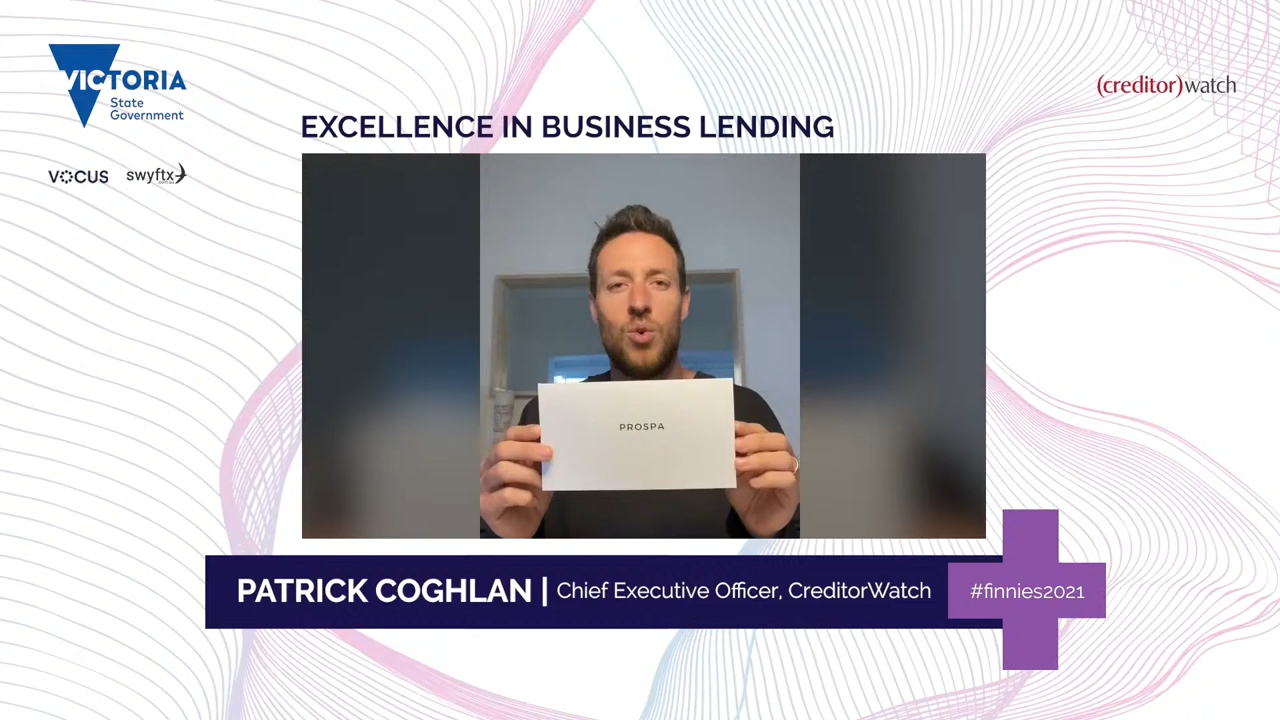 VICTORIA
State
Government
(creditor)watch
EXCELLENCE IN BUSINESS LENDING
VOCUS swyftx
PROSPA
PATRICK COGHLAN | Chief Executive Officer, CreditorWatch
#finnies2021